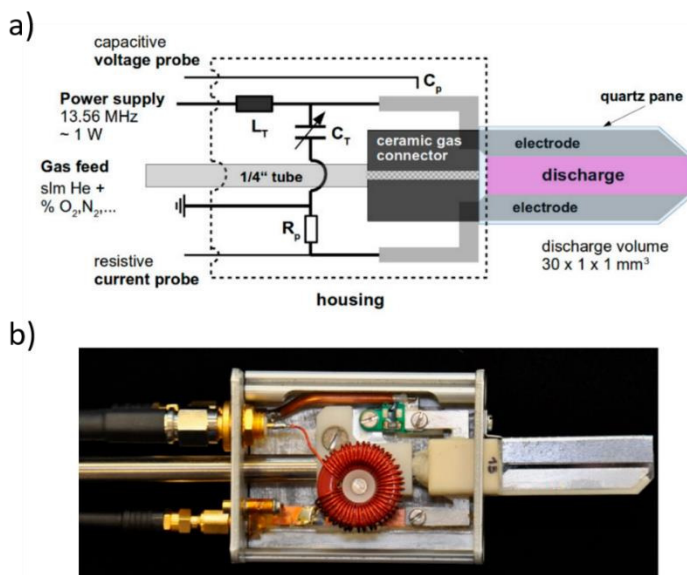 a)
capacitive
voltage probe
C_p
Power supply
13.56 MHz
~ 1 W
L_T
C_T
quartz pane
ceramic gas
connector
electrode
Gas feed
slm He +
% O₂,N₂,...
1/4“ tube
discharge
electrode
R_p
resistive
current probe
discharge volume
30 x 1 x 1 mm³
housing
b)
15